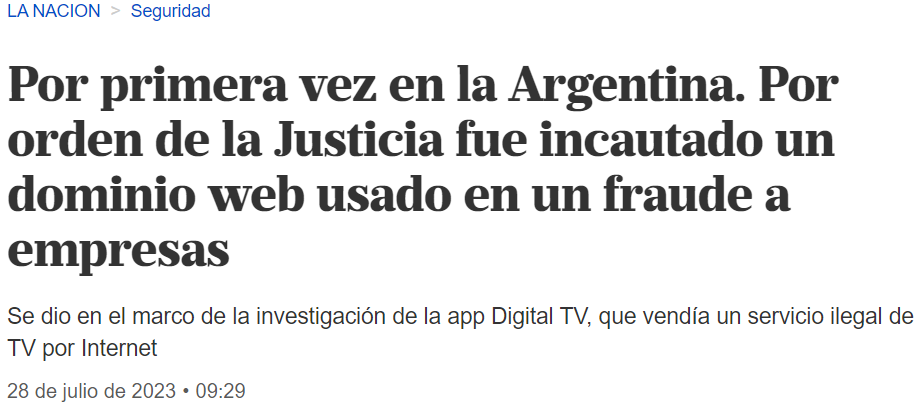 LA NACION > Seguridad
Por primera vez en la Argentina. Por
orden de la Justicia fue incautado un
dominio web usado en un fraude a
empresas
Se dio en el marco de la investigación de la app Digital TV, que vendía un servicio ilegal de
TV por Internet
28 de julio de 2023 • 09:29